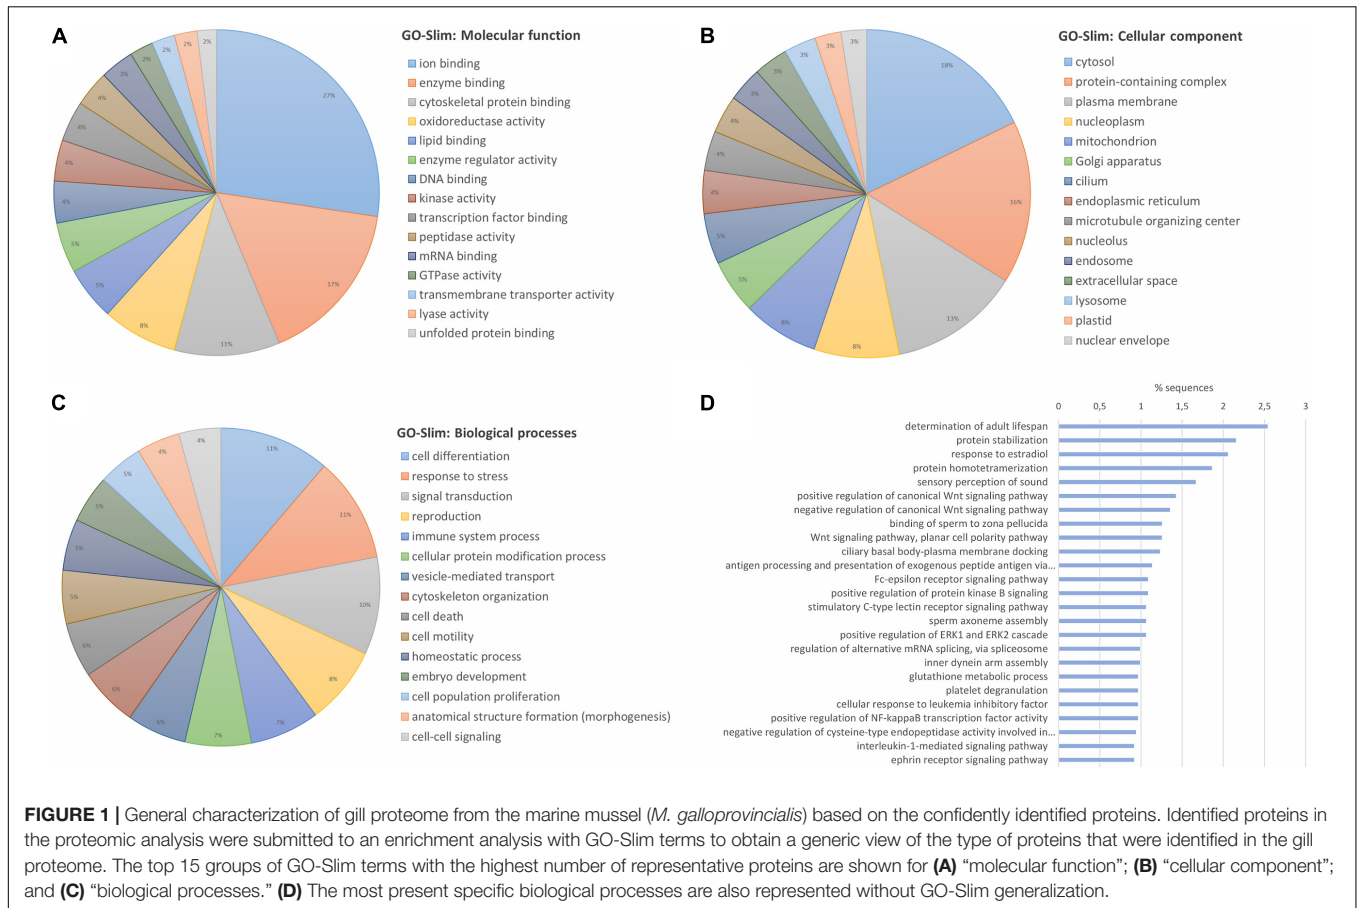 A
GO-Slim: Molecular function
ion binding
enzyme binding
cytoskeletal protein binding
oxidoreductase activity
lipid binding
enzyme regulator activity
DNA binding
kinase activity
transcription factor binding
peptidase activity
mRNA binding
GTPase activity
transmembrane transporter activity
lyase activity
unfolded protein binding
27%
17%
11%
8%
5%
5%
4%
4%
4%
4%
3%
2%
2%
2%
2%
B
GO-Slim: Cellular component
cytosol
protein-containing complex
plasma membrane
nucleoplasm
mitochondrion
Golgi apparatus
cilium
endoplasmic reticulum
microtubule organizing center
nucleolus
endosome
extracellular space
lysosome
plastid
nuclear envelope
18%
16%
13%
8%
8%
5%
5%
4%
4%
4%
3%
3%
3%
3%
3%
C
GO-Slim: Biological processes
cell differentiation
response to stress
signal transduction
reproduction
immune system process
cellular protein modification process
vesicle-mediated transport
cytoskeleton organization
cell death
cell motility
homeostatic process
embryo development
cell population proliferation
anatomical structure formation (morphogenesis)
cell-cell signaling
11%
11%
10%
8%
7%
7%
6%
6%
6%
5%
5%
5%
5%
4%
4%
D
% sequences
0 0,5 1 1,5 2 2,5 3
determination of adult lifespan
protein stabilization
response to estradiol
protein homotetramerization
sensory perception of sound
positive regulation of canonical Wnt signaling pathway
negative regulation of canonical Wnt signaling pathway
binding of sperm to zona pellucida
Wnt signaling pathway, planar cell polarity pathway
ciliary basal body-plasma membrane docking
antigen processing and presentation of exogenous peptide antigen via...
Fc-epsilon receptor signaling pathway
positive regulation of protein kinase B signaling
stimulatory C-type lectin receptor signaling pathway
sperm axoneme assembly
positive regulation of ERK1 and ERK2 cascade
regulation of alternative mRNA splicing, via spliceosome
inner dynein arm assembly
glutathione metabolic process
platelet degranulation
cellular response to leukemia inhibitory factor
positive regulation of NF-kappaB transcription factor activity
negative regulation of cysteine-type endopeptidase activity involved in...
interleukin-1-mediated signaling pathway
ephrin receptor signaling pathway
FIGURE 1 | General characterization of gill proteome from the marine mussel (M. galloprovincialis) based on the confidently identified proteins. Identified proteins in
the proteomic analysis were submitted to an enrichment analysis with GO-Slim terms to obtain a generic view of the type of proteins that were identified in the gill
proteome. The top 15 groups of GO-Slim terms with the highest number of representative proteins are shown for (A) “molecular function”; (B) “cellular component”;
and (C) “biological processes.” (D) The most present specific biological processes are also represented without GO-Slim generalization.